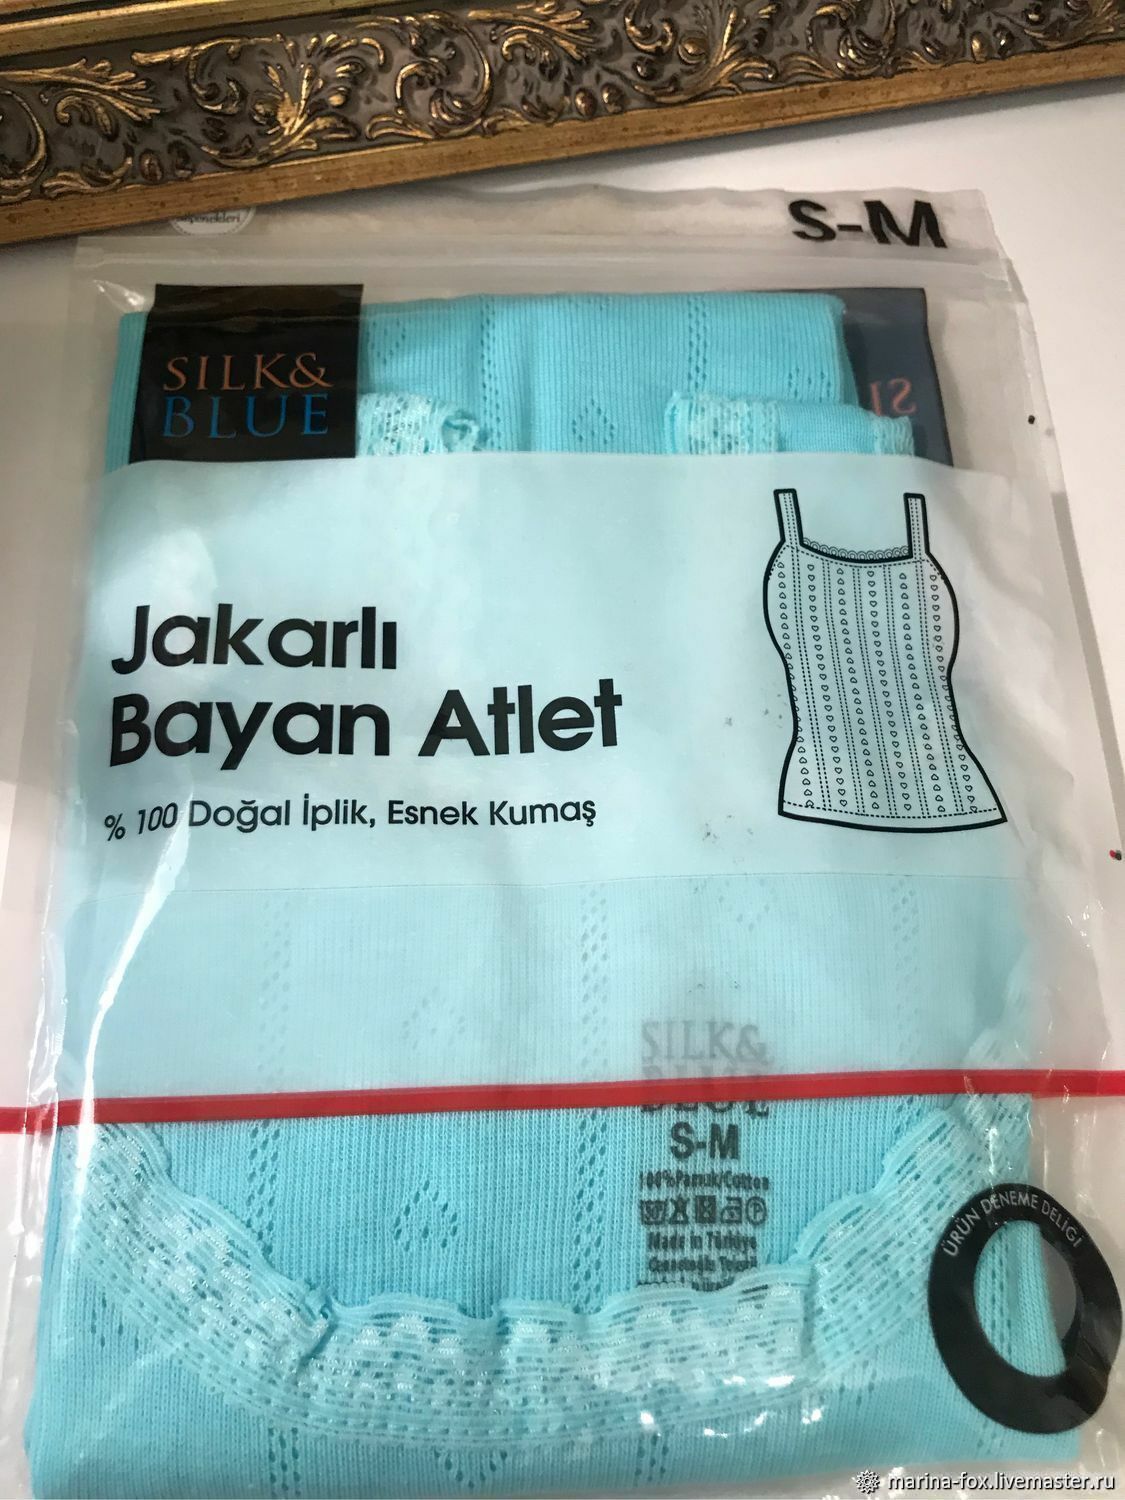 S-M
SILK&
BLUE
Jakarlı
Bayan Atlet
% 100 Doğal İplik, Esnek Kumaş
SILK&
BLUE
S-M
100%Pamuk/Cotton
Made in Türkiye
ÜRÜN DENEME DELİĞİ
marina-fox.livemaster.ru